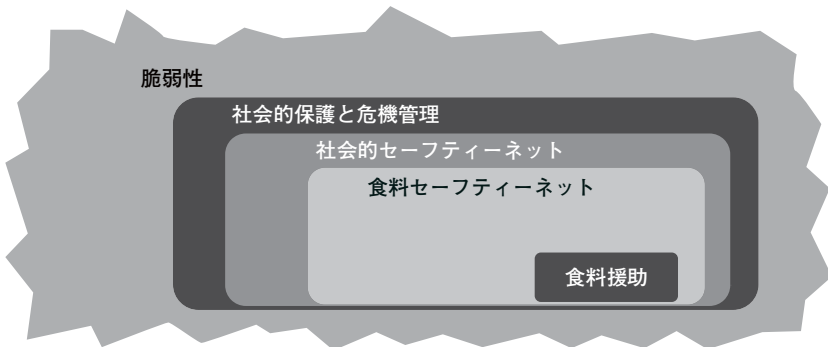 脆弱性
社会的保護と危機管理
社会的セーフティーネット
食料セーフティーネット
食料援助